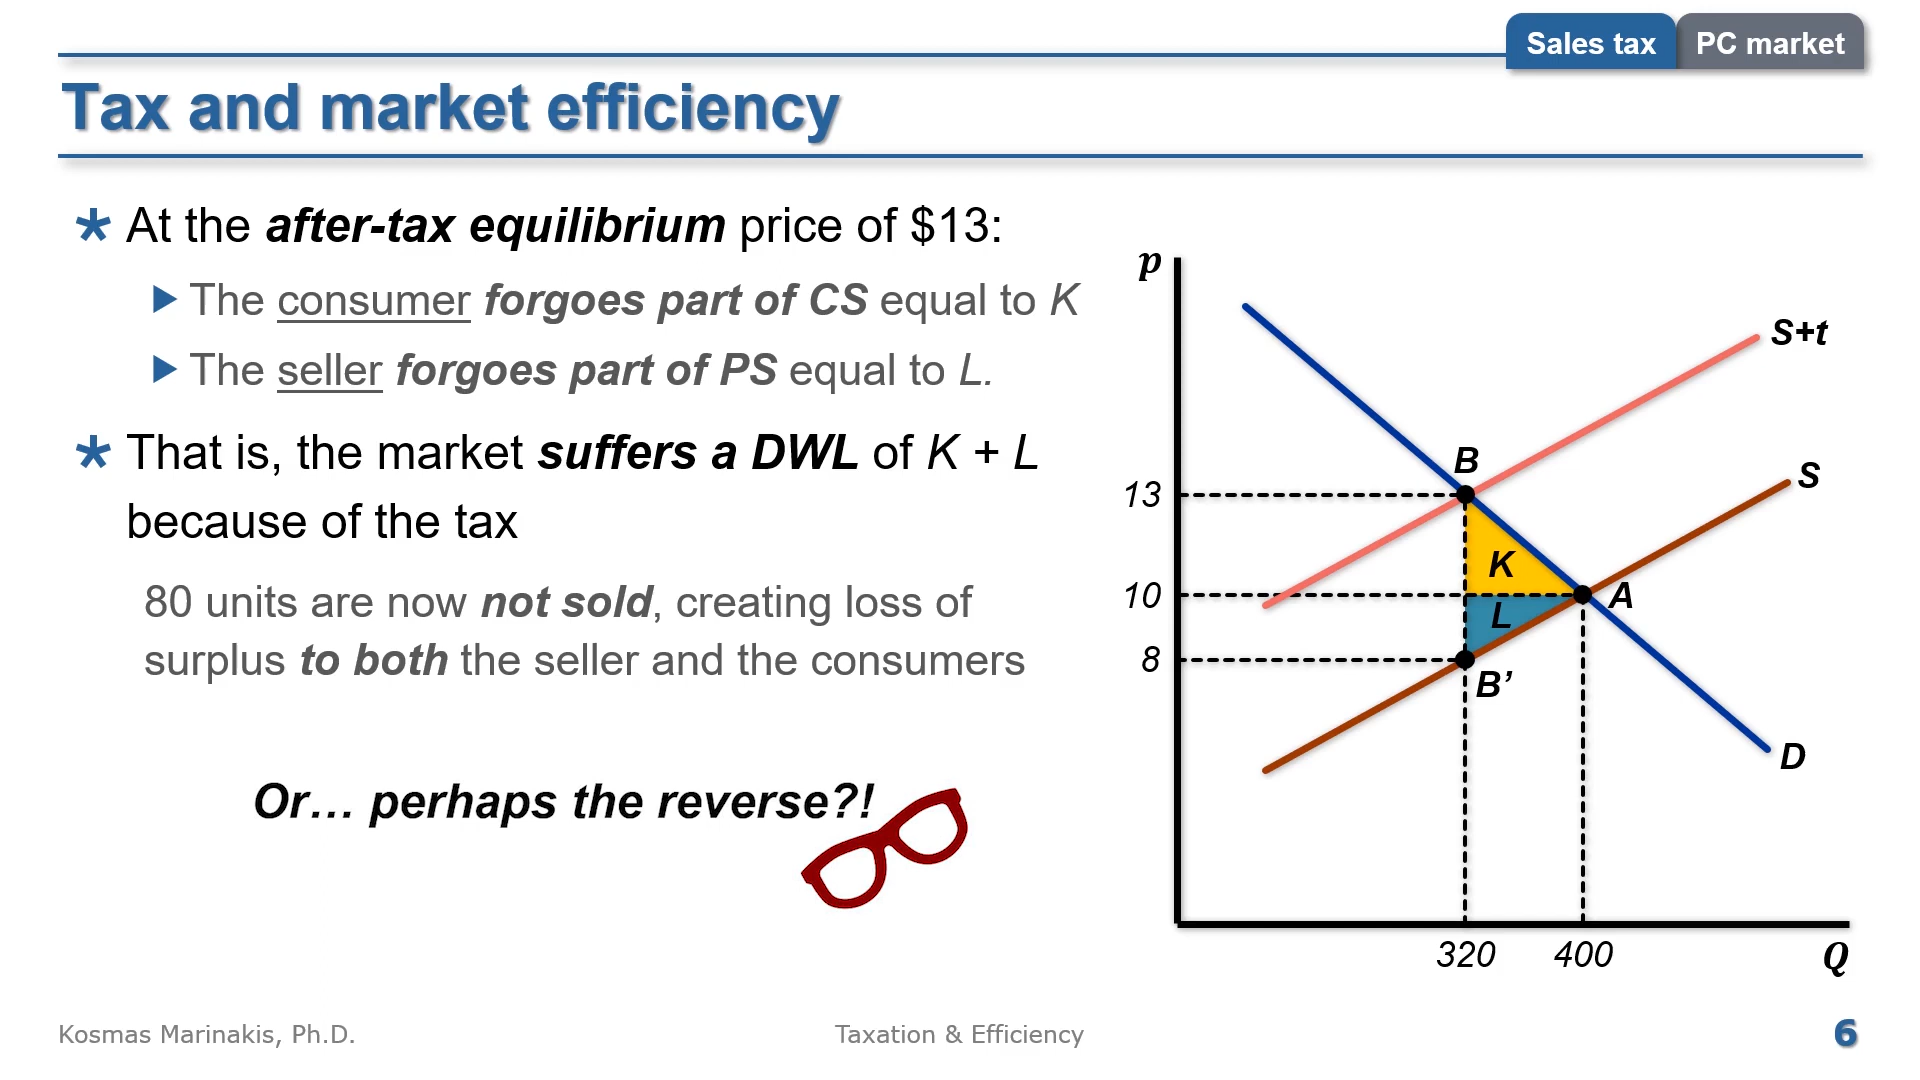 Sales tax
PC market
Tax and market efficiency
* At the after-tax equilibrium price of $13:
The consumer forgoes part of CS equal to K
The seller forgoes part of PS equal to L.
* That is, the market suffers a DWL of K + L
because of the tax
80 units are now not sold, creating loss of
surplus to both the seller and the consumers
Or… perhaps the reverse?!
p
S+t
B
S
13
K
10
A
L
8
B’
D
320
400
Q
Kosmas Marinakis, Ph.D.
Taxation & Efficiency
6